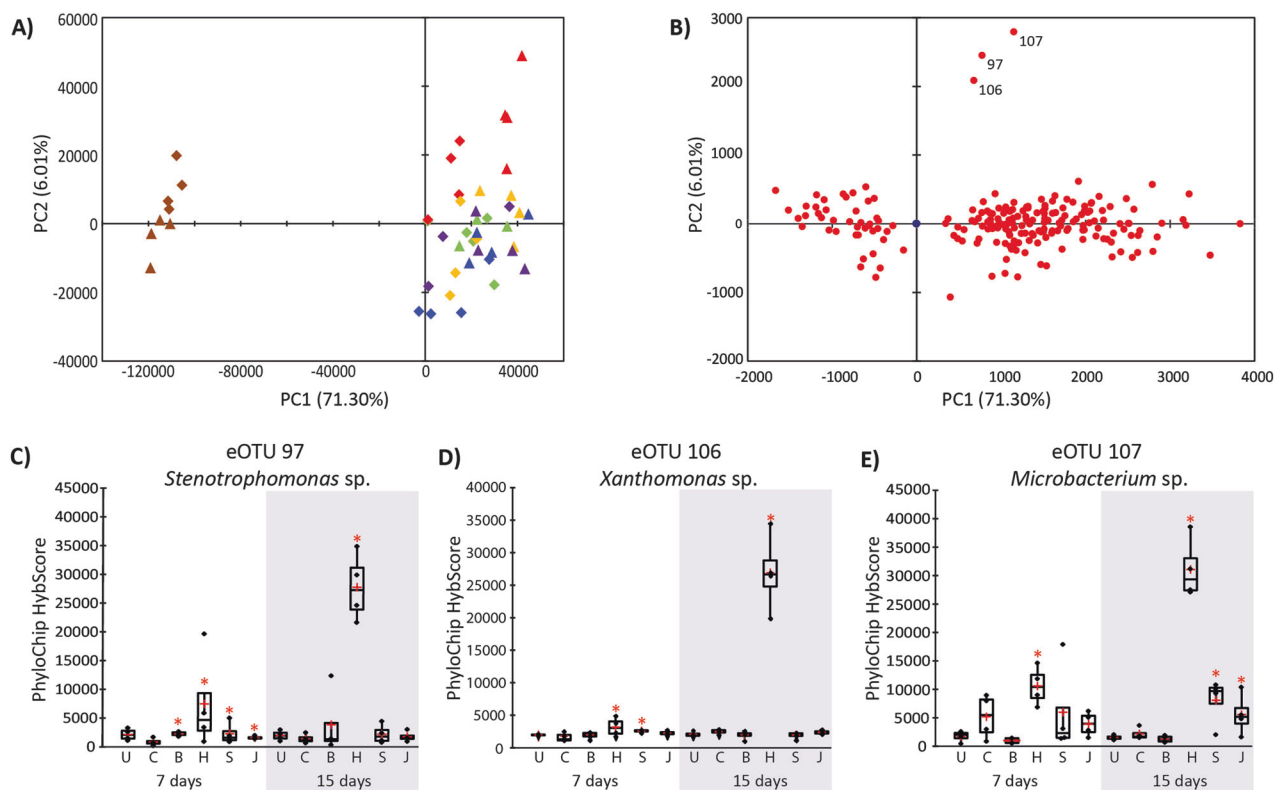 A)
60000
40000
20000
0
-20000
-40000
PC2 (6.01%)
-120000
-80000
-40000
0
40000
PC1 (71.30%)
B)
3000
2000
1000
0
-1000
-2000
PC2 (6.01%)
107
97
106
-2000
-1000
0
1000
2000
3000
4000
PC1 (71.30%)
C)
eOTU 97
Stenotrophomonas sp.
PhyloChip HybScore
45000
40000
35000
30000
25000
20000
15000
10000
5000
0
* * * * *
U C B H S J U C B H S J
7 days 15 days
D)
eOTU 106
Xanthomonas sp.
PhyloChip HybScore
40000
35000
30000
25000
20000
15000
10000
5000
0
* * *
U C B H S J U C B H S J
7 days 15 days
E)
eOTU 107
Microbacterium sp.
PhyloChip HybScore
45000
40000
35000
30000
25000
20000
15000
10000
5000
0
* * * *
U C B H S J U C B H S J
7 days 15 days